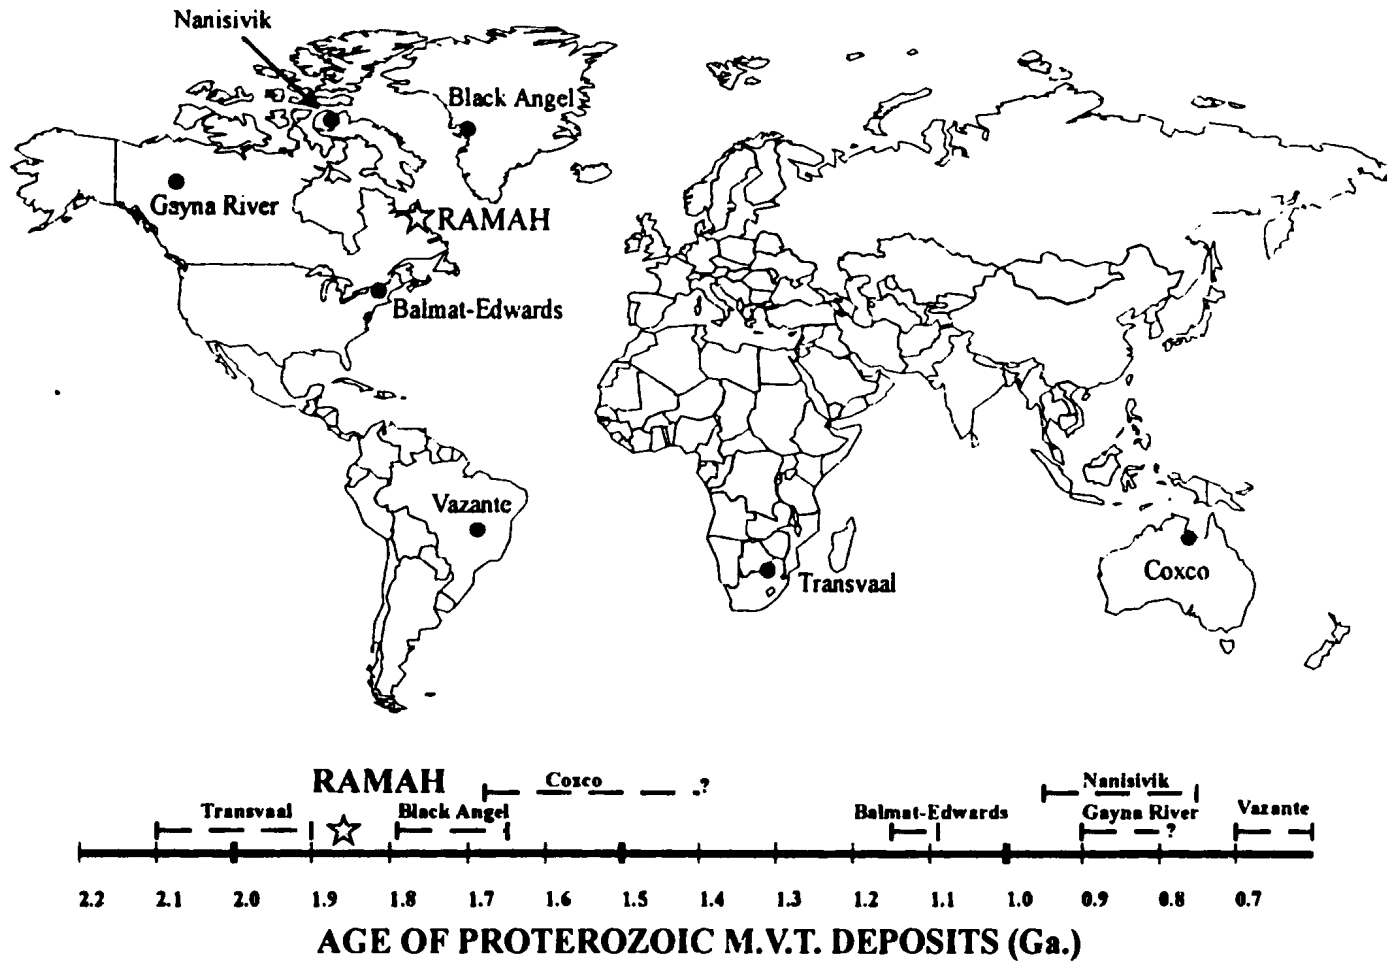 Nanisivik
Black Angel
Gayna River
RAMAH
Balmat-Edwards
Vazante
Transvaal
Coxco
RAMAH
Coxco
?
Nanisivik
Transvaal
Black Angel
Balmat-Edwards
Gayna River
?
Vazante
2.2 2.1 2.0 1.9 1.8 1.7 1.6 1.5 1.4 1.3 1.2 1.1 1.0 0.9 0.8 0.7
AGE OF PROTEROZOIC M.V.T. DEPOSITS (Ga.)